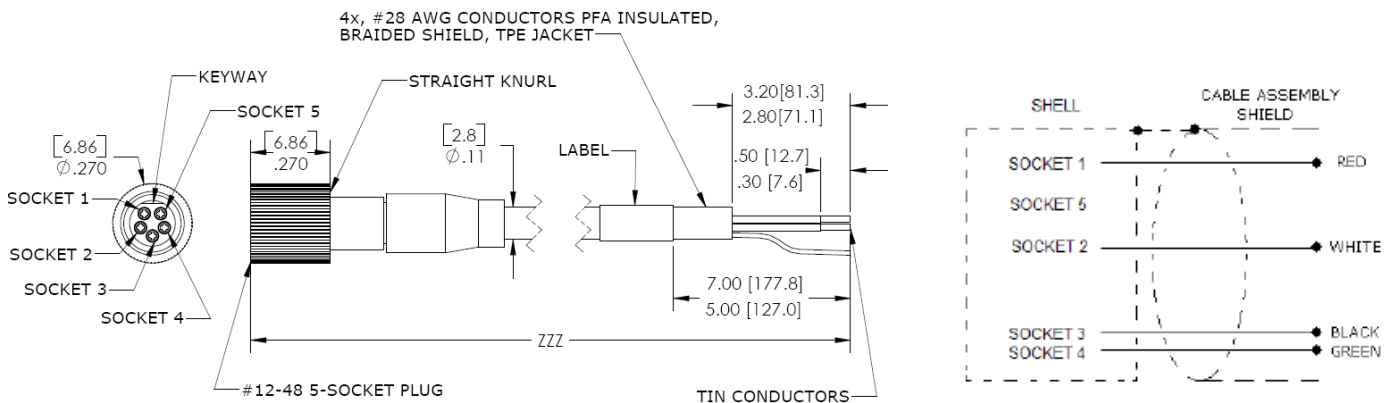 4x, #28 AWG CONDUCTORS PFA INSULATED,
BRAIDED SHIELD, TPE JACKET
KEYWAY
STRAIGHT KNURL
SOCKET 5
[6.86]
Ø.270
[6.86]
.270
[2.8]
Ø.11
LABEL
3.20[81.3]
2.80[71.1]
.50 [12.7]
.30 [7.6]
SOCKET 1
SOCKET 2
SOCKET 3
SOCKET 4
7.00 [177.8]
5.00 [127.0]
ZZZ
#12-48 5-SOCKET PLUG
TIN CONDUCTORS
SHELL
CABLE ASSEMBLY
SHIELD
SOCKET 1
RED
SOCKET 5
SOCKET 2
WHITE
SOCKET 3
BLACK
SOCKET 4
GREEN